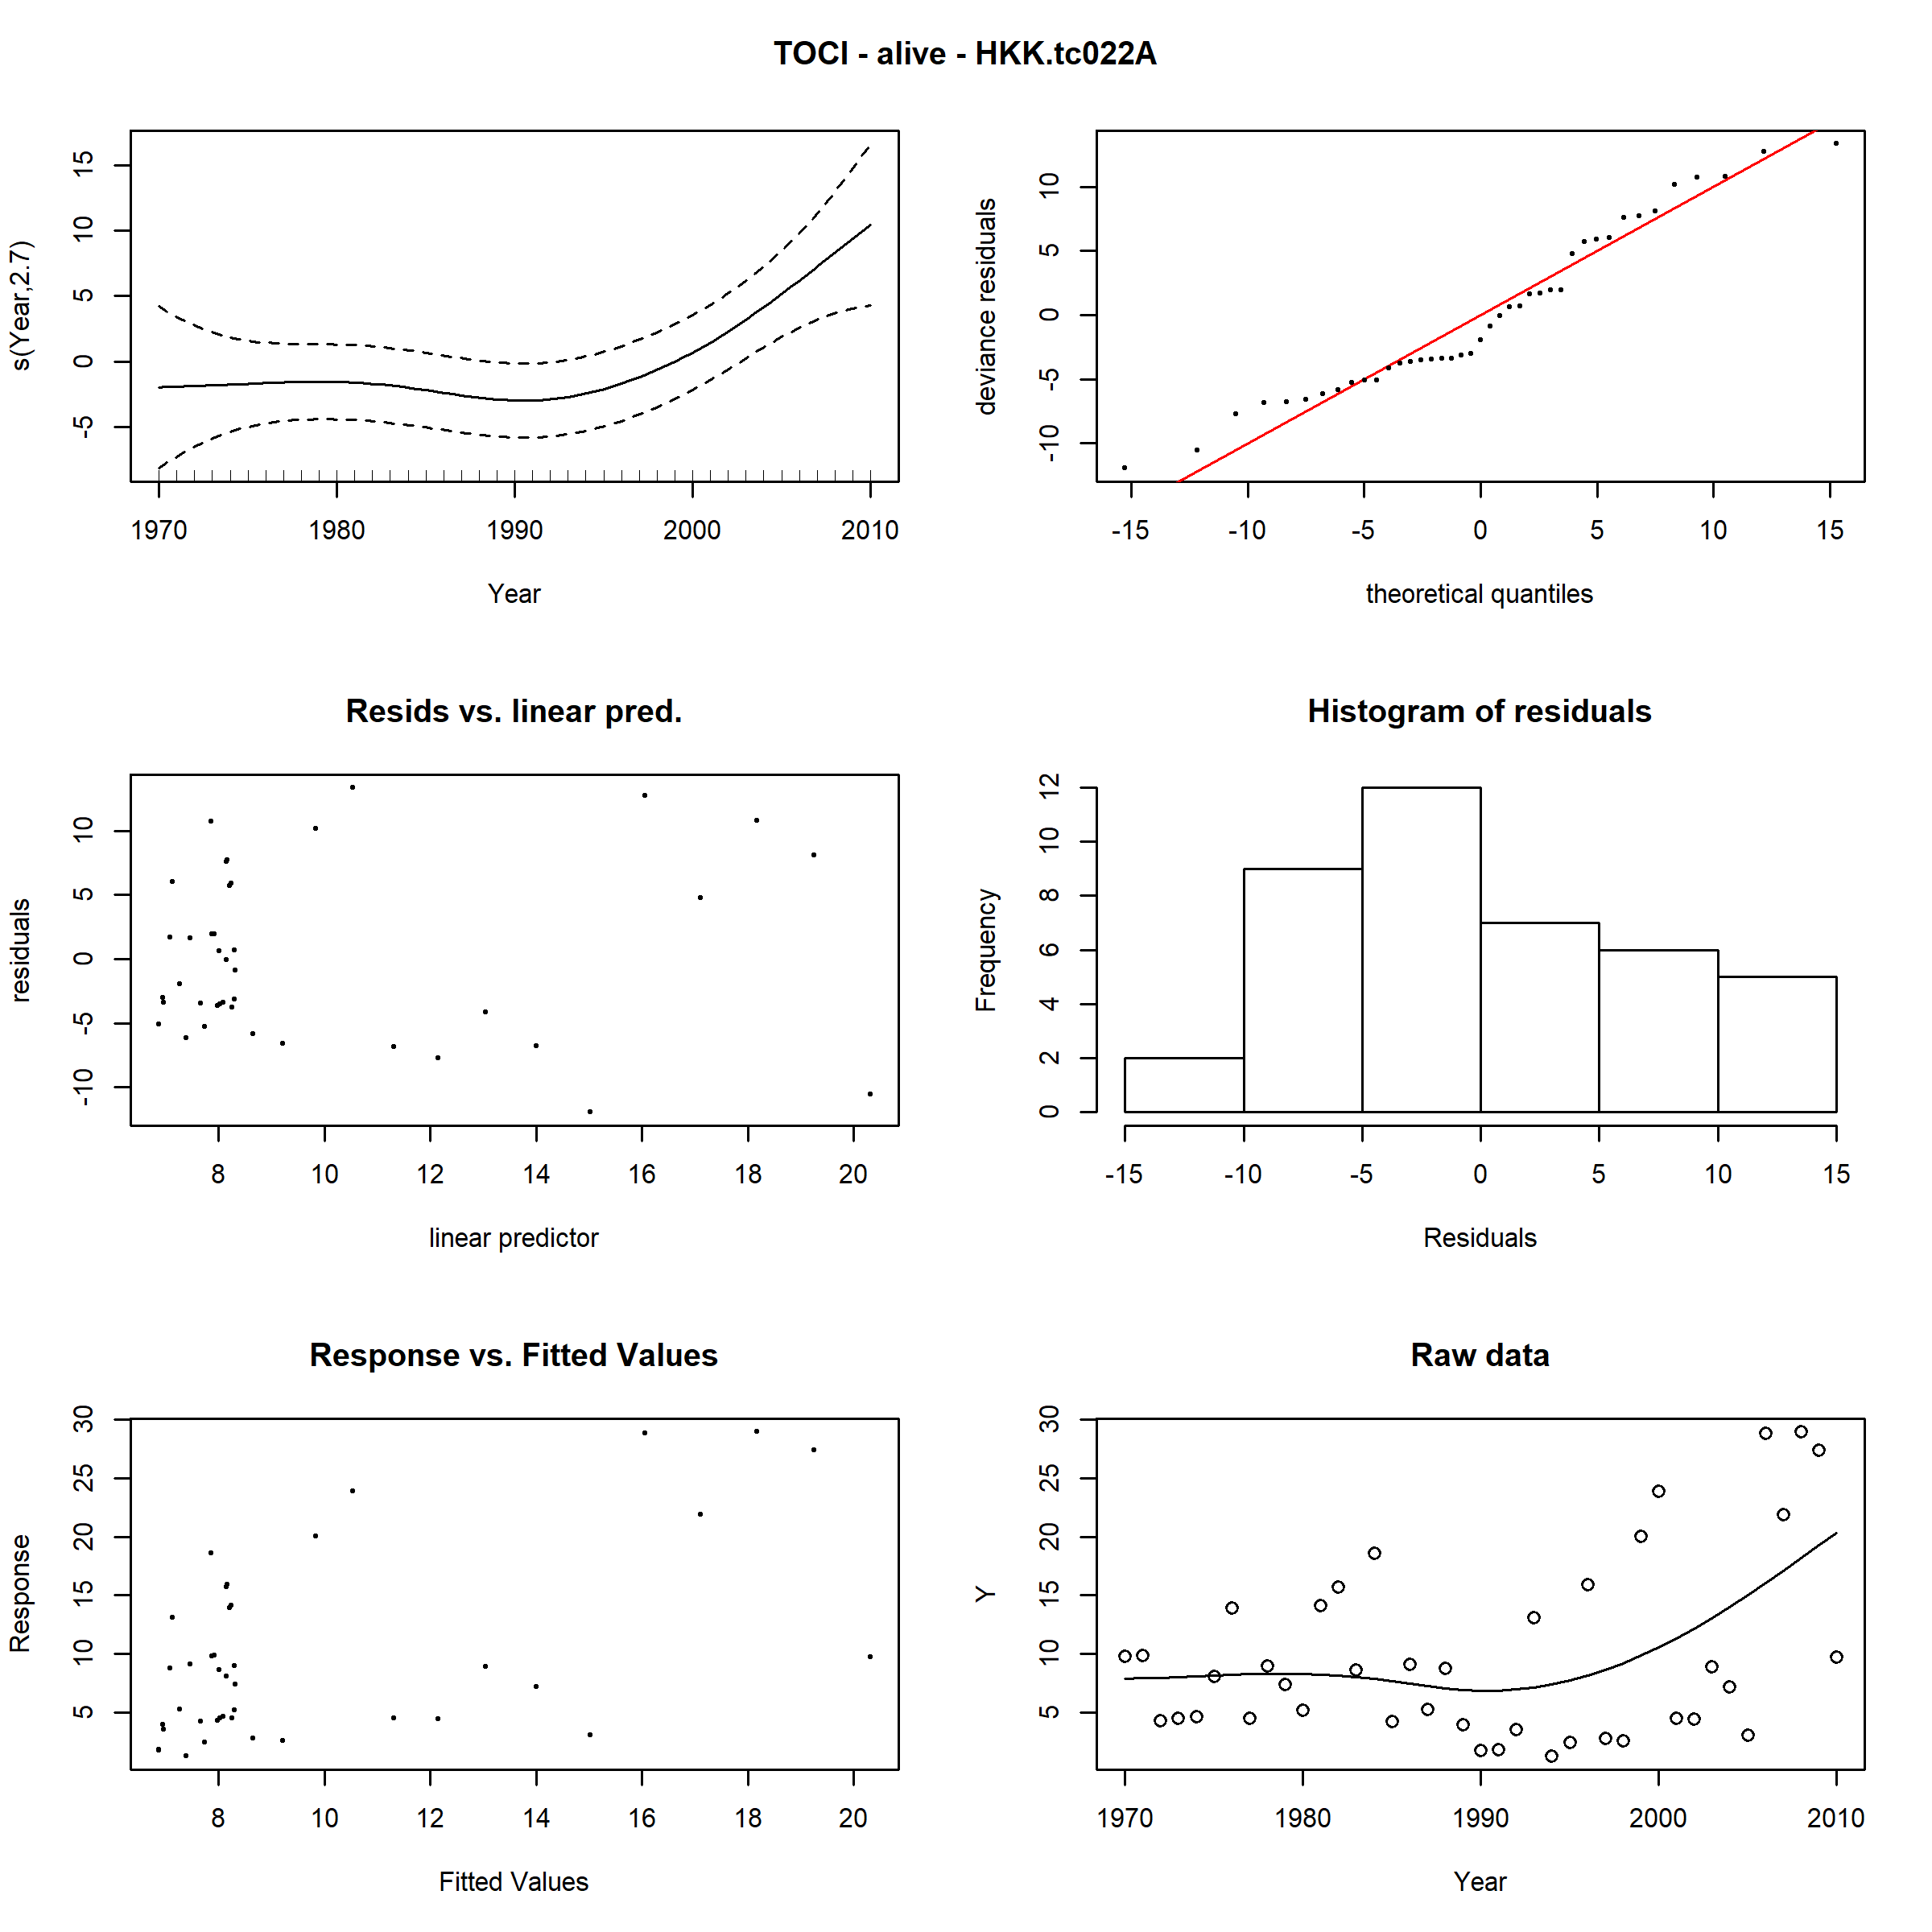 TOCI - alive - HKK.tc022A
s(Year,2.7)
-5 0 5 10 15
1970 1980 1990 2000 2010
Year
deviance residuals
-10 -5 0 5 10
-15 -10 -5 0 5 10 15
theoretical quantiles
Resids vs. linear pred.
residuals
-10 -5 0 5 10
8 10 12 14 16 18 20
linear predictor
Histogram of residuals
Frequency
0 2 4 6 8 10 12
-15 -10 -5 0 5 10 15
Residuals
Response vs. Fitted Values
Response
5 10 15 20 25 30
8 10 12 14 16 18 20
Fitted Values
Raw data
Y
5 10 15 20 25 30
1970 1980 1990 2000 2010
Year